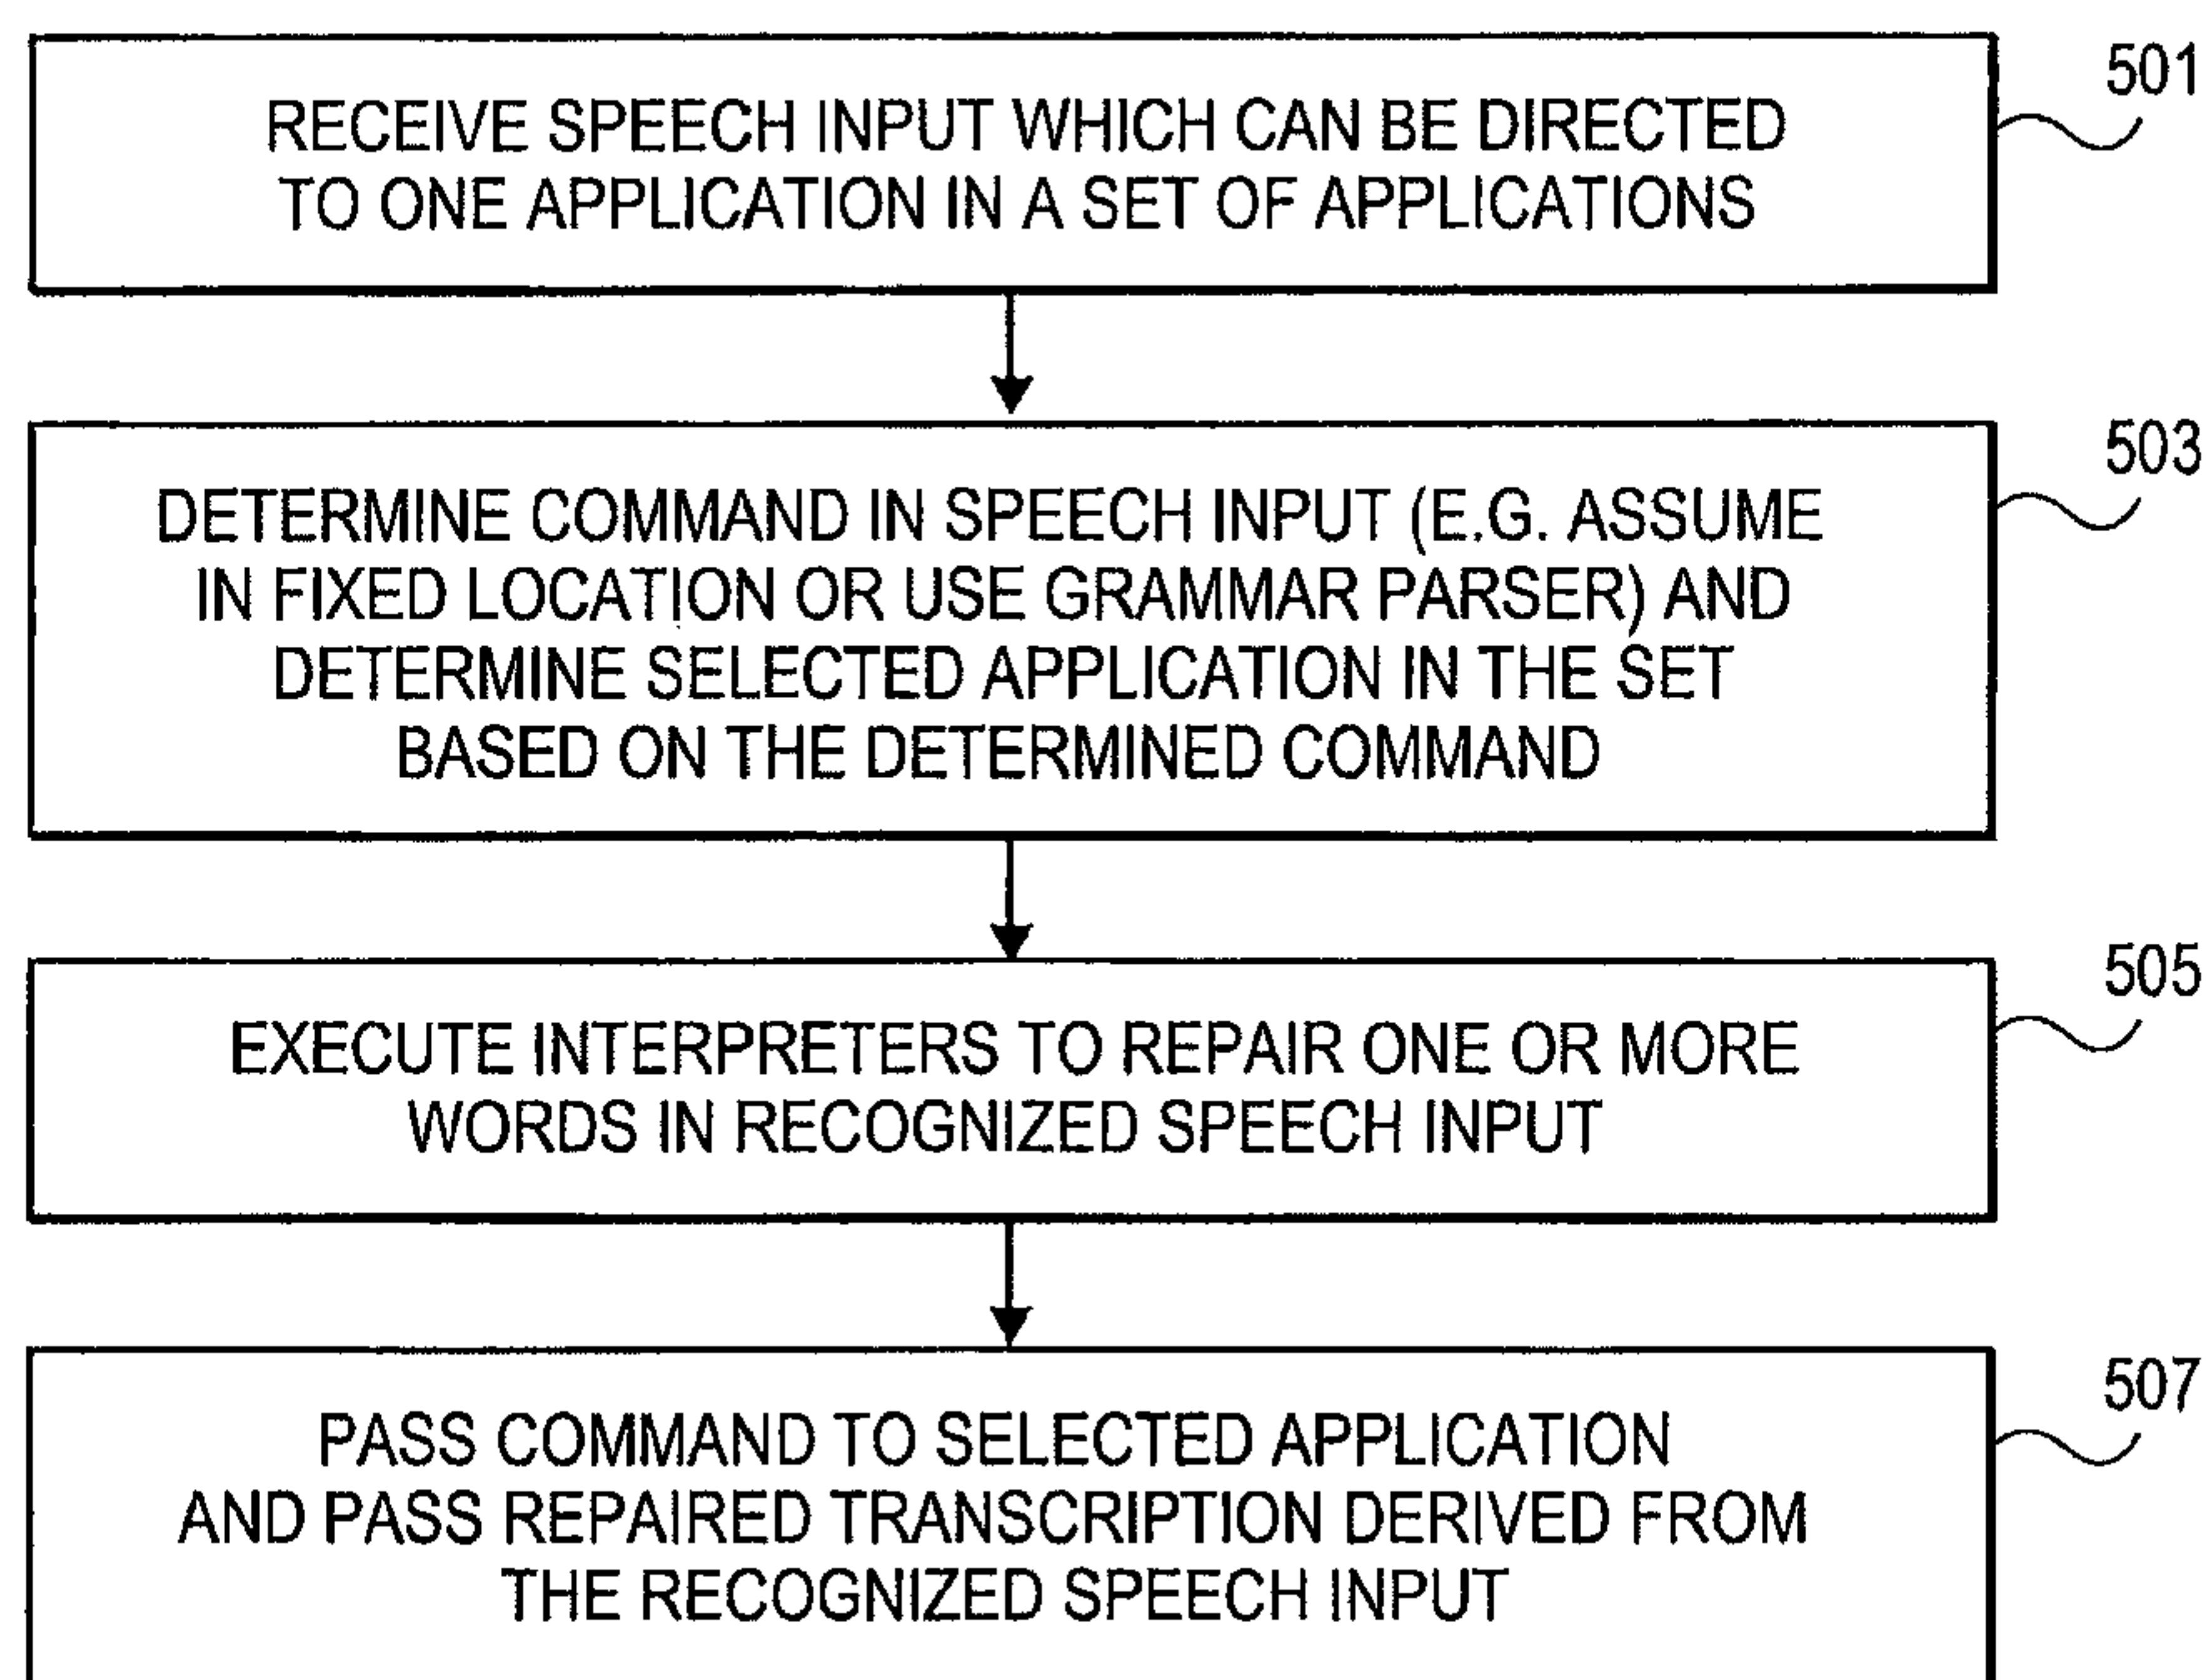 501
RECEIVE SPEECH INPUT WHICH CAN BE DIRECTED
TO ONE APPLICATION IN A SET OF APPLICATIONS
503
DETERMINE COMMAND IN SPEECH INPUT (E.G. ASSUME
IN FIXED LOCATION OR USE GRAMMAR PARSER) AND
DETERMINE SELECTED APPLICATION IN THE SET
BASED ON THE DETERMINED COMMAND
505
EXECUTE INTERPRETERS TO REPAIR ONE OR MORE
WORDS IN RECOGNIZED SPEECH INPUT
507
PASS COMMAND TO SELECTED APPLICATION
AND PASS REPAIRED TRANSCRIPTION DERIVED FROM
THE RECOGNIZED SPEECH INPUT